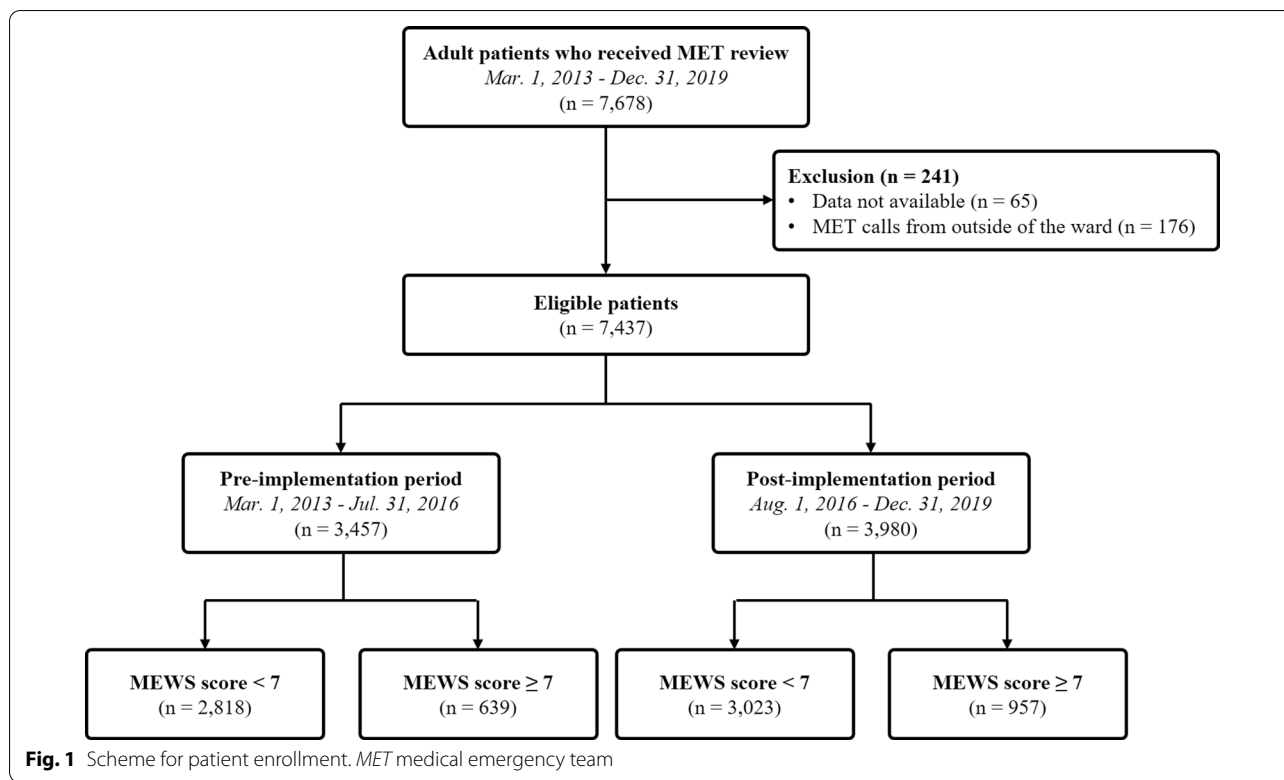 Adult patients who received MET review
Mar. 1, 2013 - Dec. 31, 2019
(n = 7,678)
Exclusion (n = 241)
• Data not available (n = 65)
• MET calls from outside of the ward (n = 176)
Eligible patients
(n = 7,437)
Pre-implementation period
Mar. 1, 2013 - Jul. 31, 2016
(n = 3,457)
Post-implementation period
Aug. 1, 2016 - Dec. 31, 2019
(n = 3,980)
MEWS score < 7
(n = 2,818)
MEWS score ≥ 7
(n = 639)
MEWS score < 7
(n = 3,023)
MEWS score ≥ 7
(n = 957)
Fig. 1 Scheme for patient enrollment. MET medical emergency team